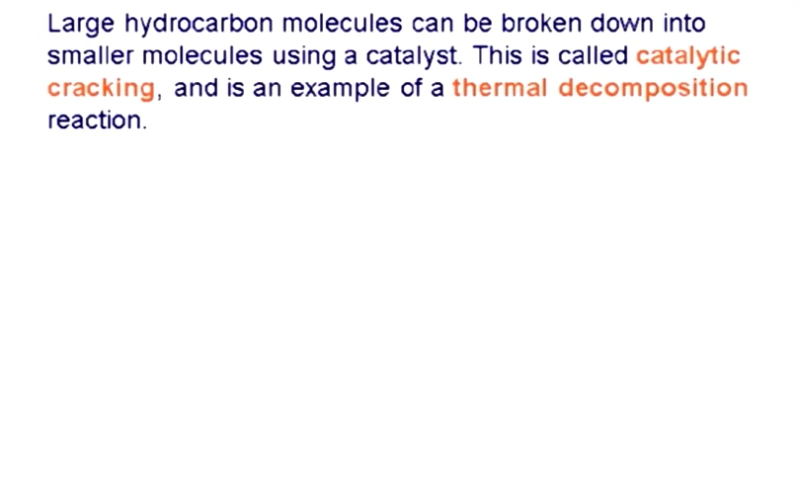 Large hydrocarbon molecules can be broken down into
smaller molecules using a catalyst. This is called catalytic
cracking, and is an example of a thermal decomposition
reaction.